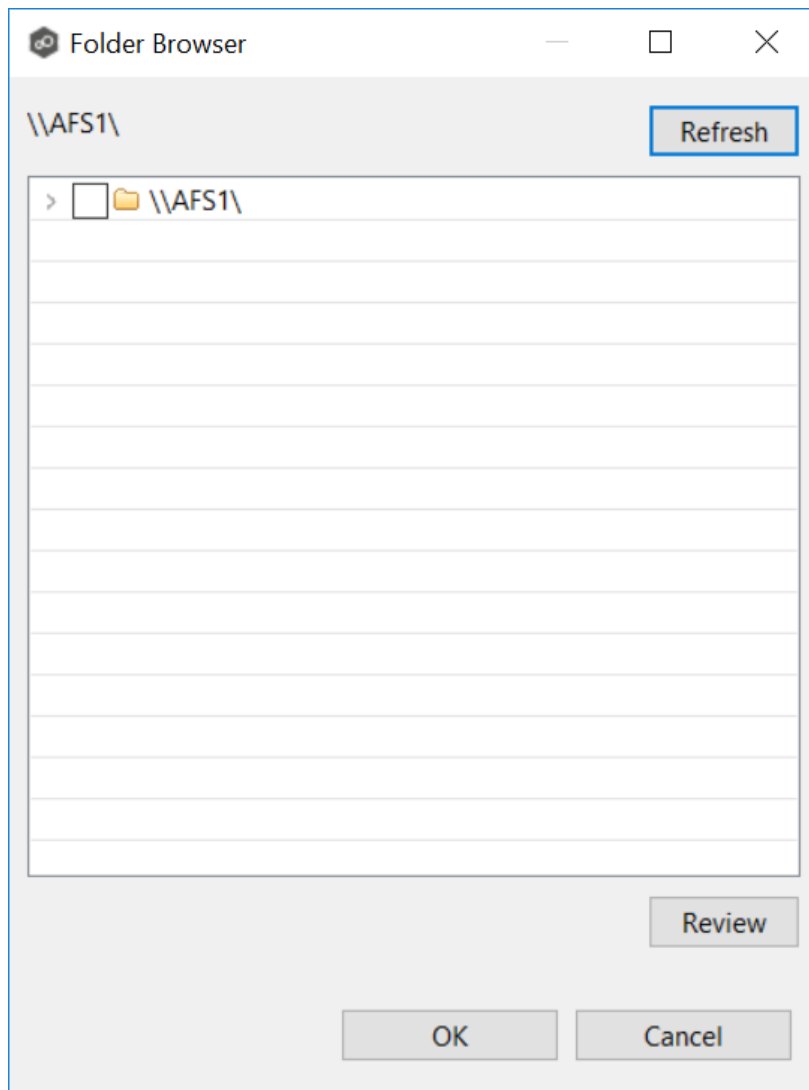 Folder Browser
\\AFS1\
Refresh
\\AFS1\
Review
OK
Cancel